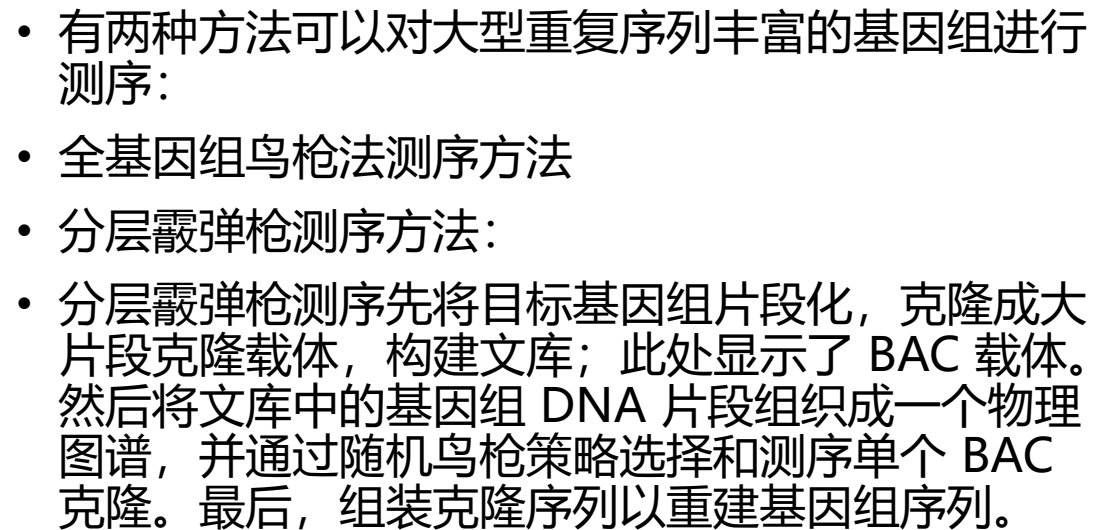 • 有两种方法可以对大型重复序列丰富的基因组进行
测序：
• 全基因组鸟枪法测序方法
• 分层霰弹枪测序方法：
• 分层霰弹枪测序先将目标基因组片段化，克隆成大
片段克隆载体，构建文库；此处显示了 BAC 载体。
然后将文库中的基因组 DNA 片段组织成一个物理
图谱，并通过随机鸟枪策略选择和测序单个 BAC
克隆。最后，组装克隆序列以重建基因组序列。